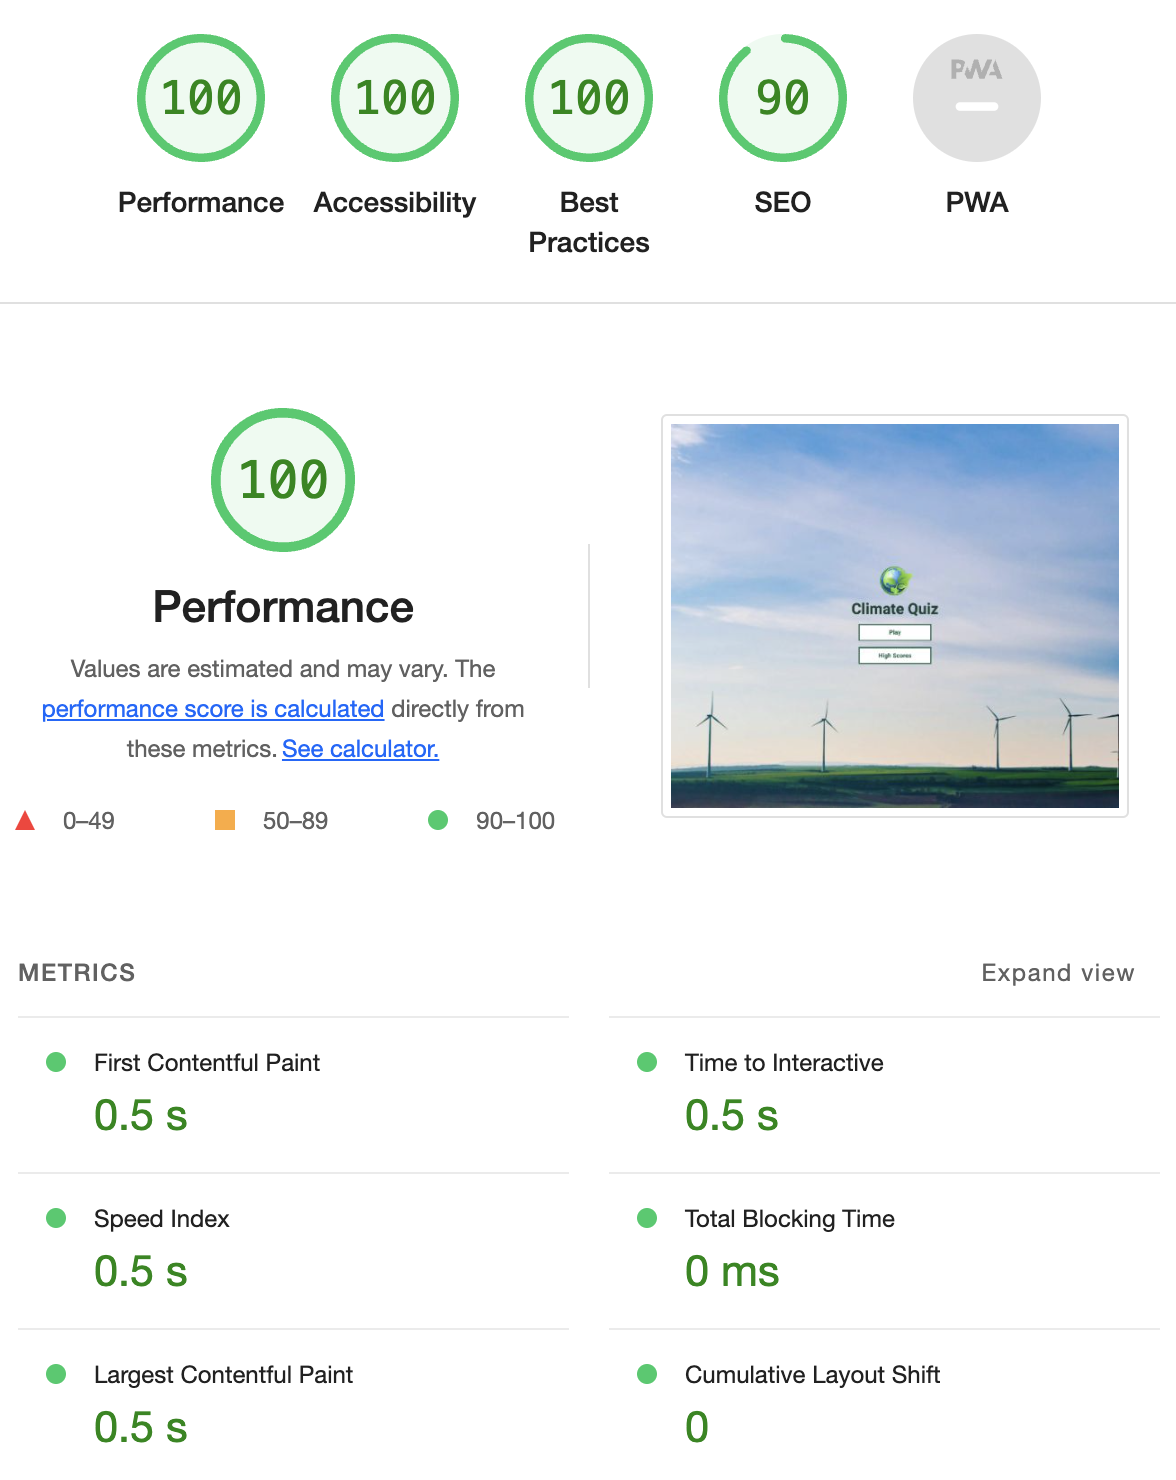 100
100
100
90
PWA
Performance
Accessibility
Best
Practices
SEO
PWA
100
Performance
Values are estimated and may vary. The
performance score is calculated directly from
these metrics. See calculator.
0–49
50–89
90–100
Climate Quiz
Play
High Scores
METRICS
Expand view
First Contentful Paint
0.5 s
Time to Interactive
0.5 s
Speed Index
0.5 s
Total Blocking Time
0 ms
Largest Contentful Paint
0.5 s
Cumulative Layout Shift
0